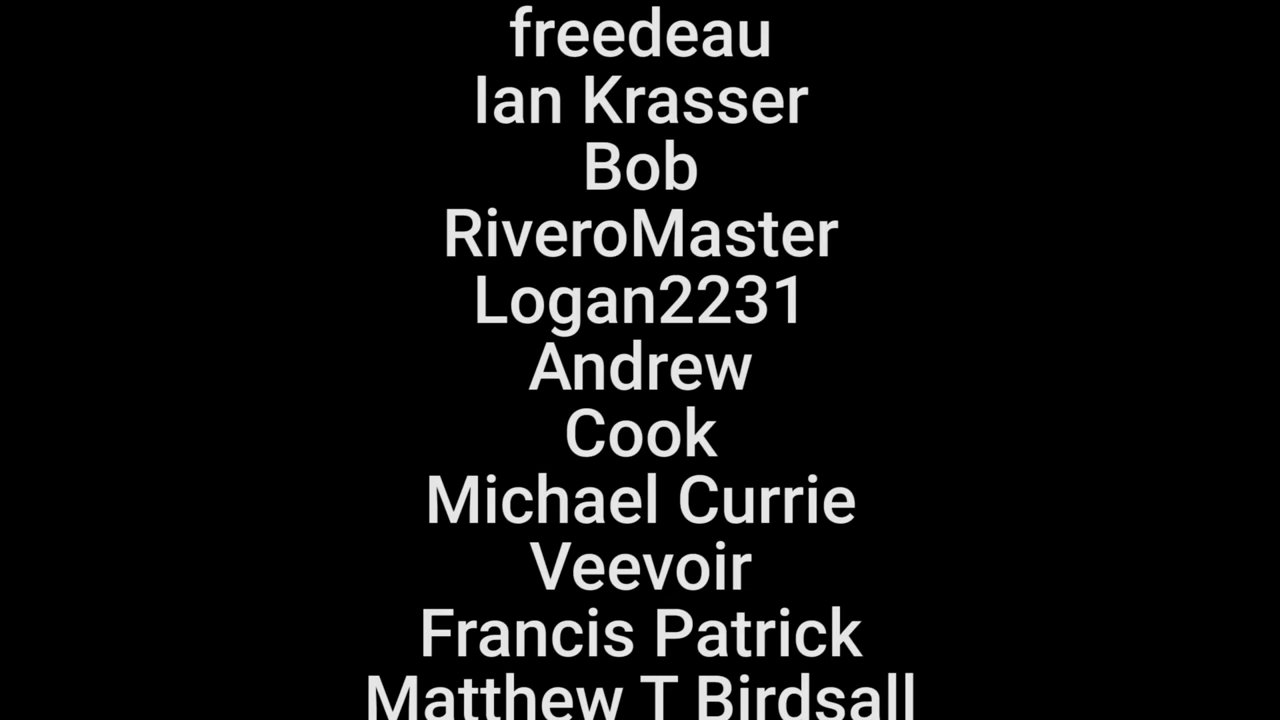 freedeau
Ian Krasser
Bob
RiveroMaster
Logan2231
Andrew
Cook
Michael Currie
Veevoir
Francis Patrick
Matthew T Birdsall